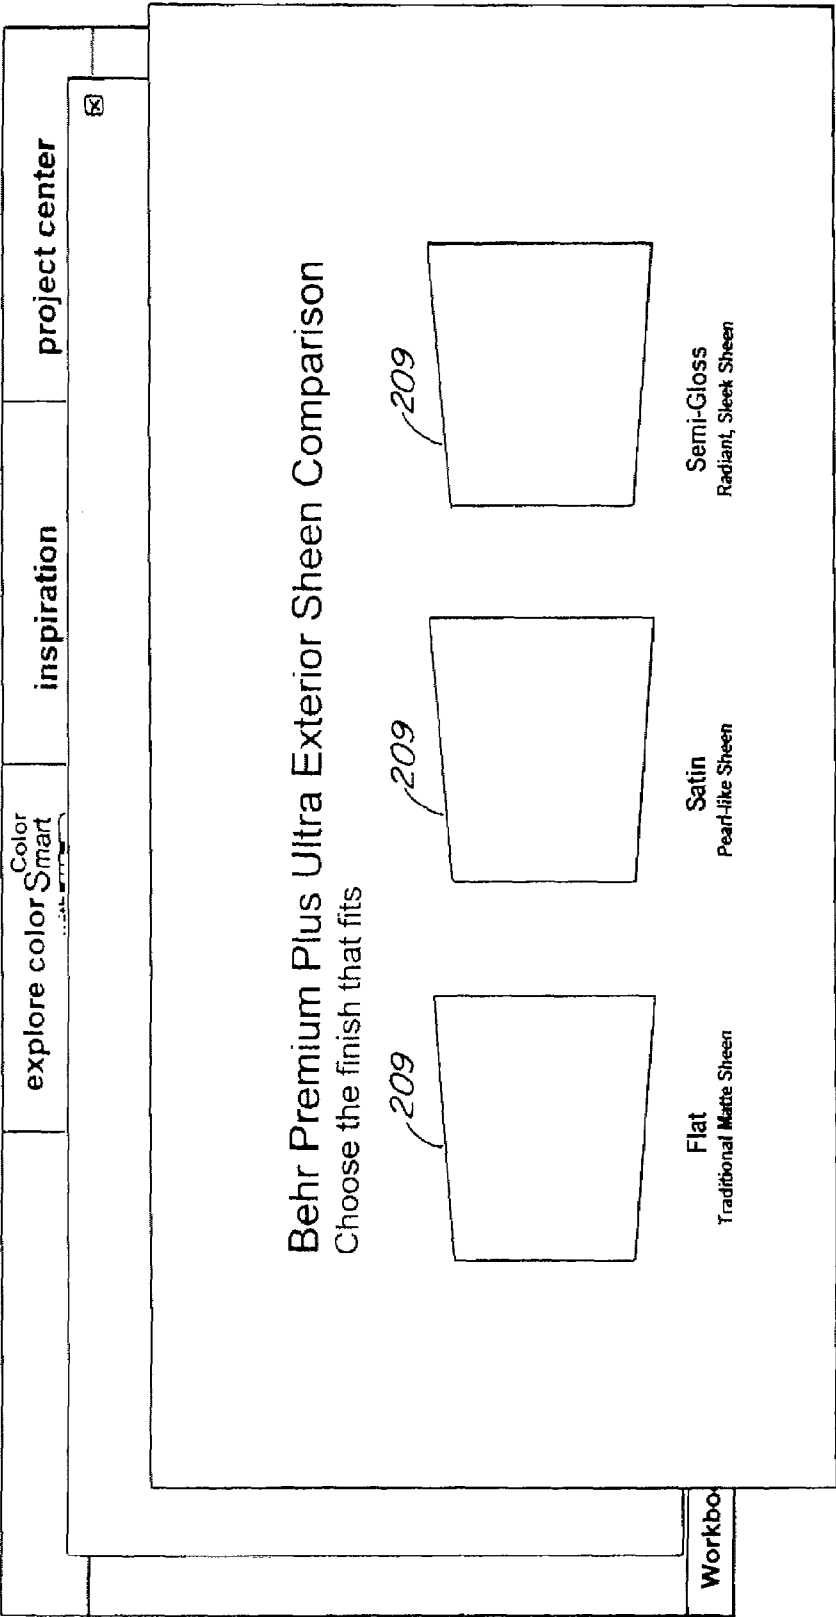 explore color
Color
Smart
inspiration
project center
Behr Premium Plus Ultra Exterior Sheen Comparison
Choose the finish that fits
209
209
209
Flat
Traditional Matte Sheen
Satin
Pearl-like Sheen
Semi-Gloss
Radiant, Sleek Sheen
Workbo